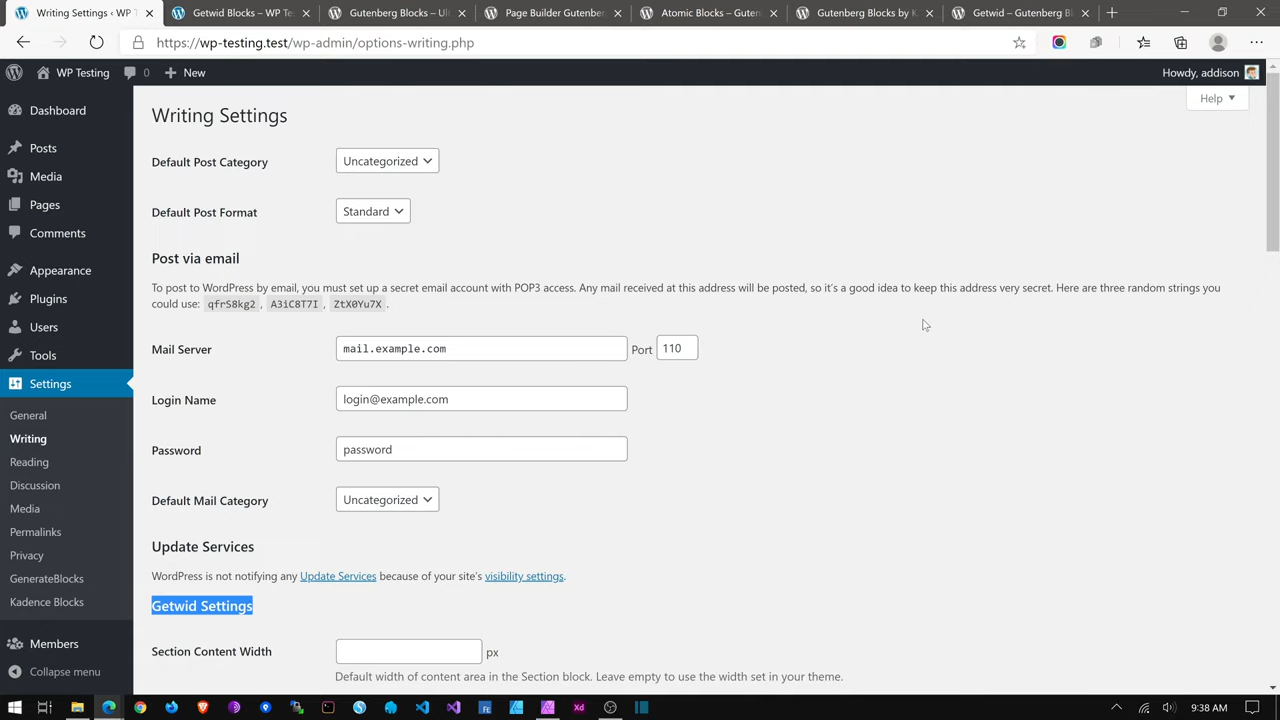 Writing Settings < WP T
Getwid Blocks – WP Te
Gutenberg Blocks – Ul
Page Builder Gutenber
Atomic Blocks – Guten
Gutenberg Blocks by K
Getwid – Gutenberg Bl
https://wp-testing.test/wp-admin/options-writing.php
WP Testing 0 New
Howdy, addison
Help
Dashboard
Posts
Media
Pages
Comments
Appearance
Plugins
Users
Tools
Settings
General
Writing
Reading
Discussion
Media
Permalinks
Privacy
GenerateBlocks
Kadence Blocks
Members
Collapse menu
Writing Settings
Default Post Category Uncategorized
Default Post Format Standard
Post via email
To post to WordPress by email, you must set up a secret email account with POP3 access. Any mail received at this address will be posted, so it's a good idea to keep this address very secret. Here are three random strings you
could use: qfrS8kg2 , A3iC8T7I , ZtX0Yu7X .
Mail Server mail.example.com Port 110
Login Name login@example.com
Password password
Default Mail Category Uncategorized
Update Services
WordPress is not notifying any Update Services because of your site's visibility settings.
Getwid Settings
Section Content Width px
Default width of content area in the Section block. Leave empty to use the width set in your theme.
9:38 AM